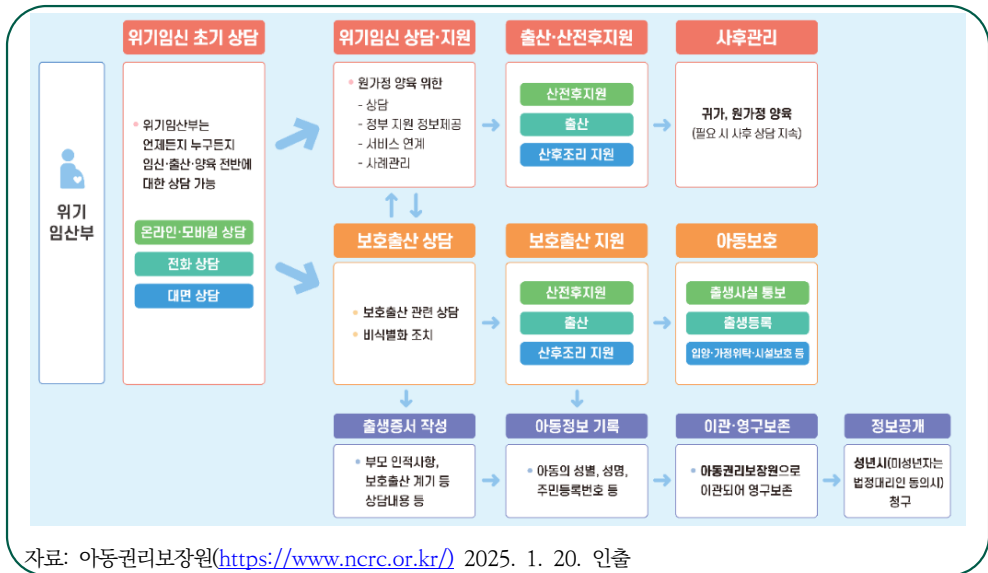 위기임신 초기 상담
위기임신 상담·지원
출산·산전후지원
사후관리
위기
임산부
• 위기임산부는
언제든지 누구든지
임신·출산·양육 전반에
대한 상담 가능
온라인·모바일 상담
전화 상담
대면 상담
• 원가정 양육 위한
- 상담
- 정부 지원 정보제공
- 서비스 연계
- 사례관리
산전후지원
출산
산후조리 지원
귀가, 원가정 양육
(필요 시 사후 상담 지속)
보호출산 상담
보호출산 지원
아동보호
• 보호출산 관련 상담
• 비식별화 조치
산전후지원
출산
산후조리 지원
출생사실 통보
출생등록
입양·가정위탁·시설보호 등
출생증서 작성
아동정보 기록
이관·영구보존
정보공개
• 부모 인적사항,
보호출산 계기 등
상담내용 등
• 아동의 성별, 성명,
주민등록번호 등
• 아동권리보장원으로
이관되어 영구보존
성년시(미성년자는
법정대리인 동의시)
청구
자료: 아동권리보장원(https://www.ncrc.or.kr/) 2025. 1. 20. 인출